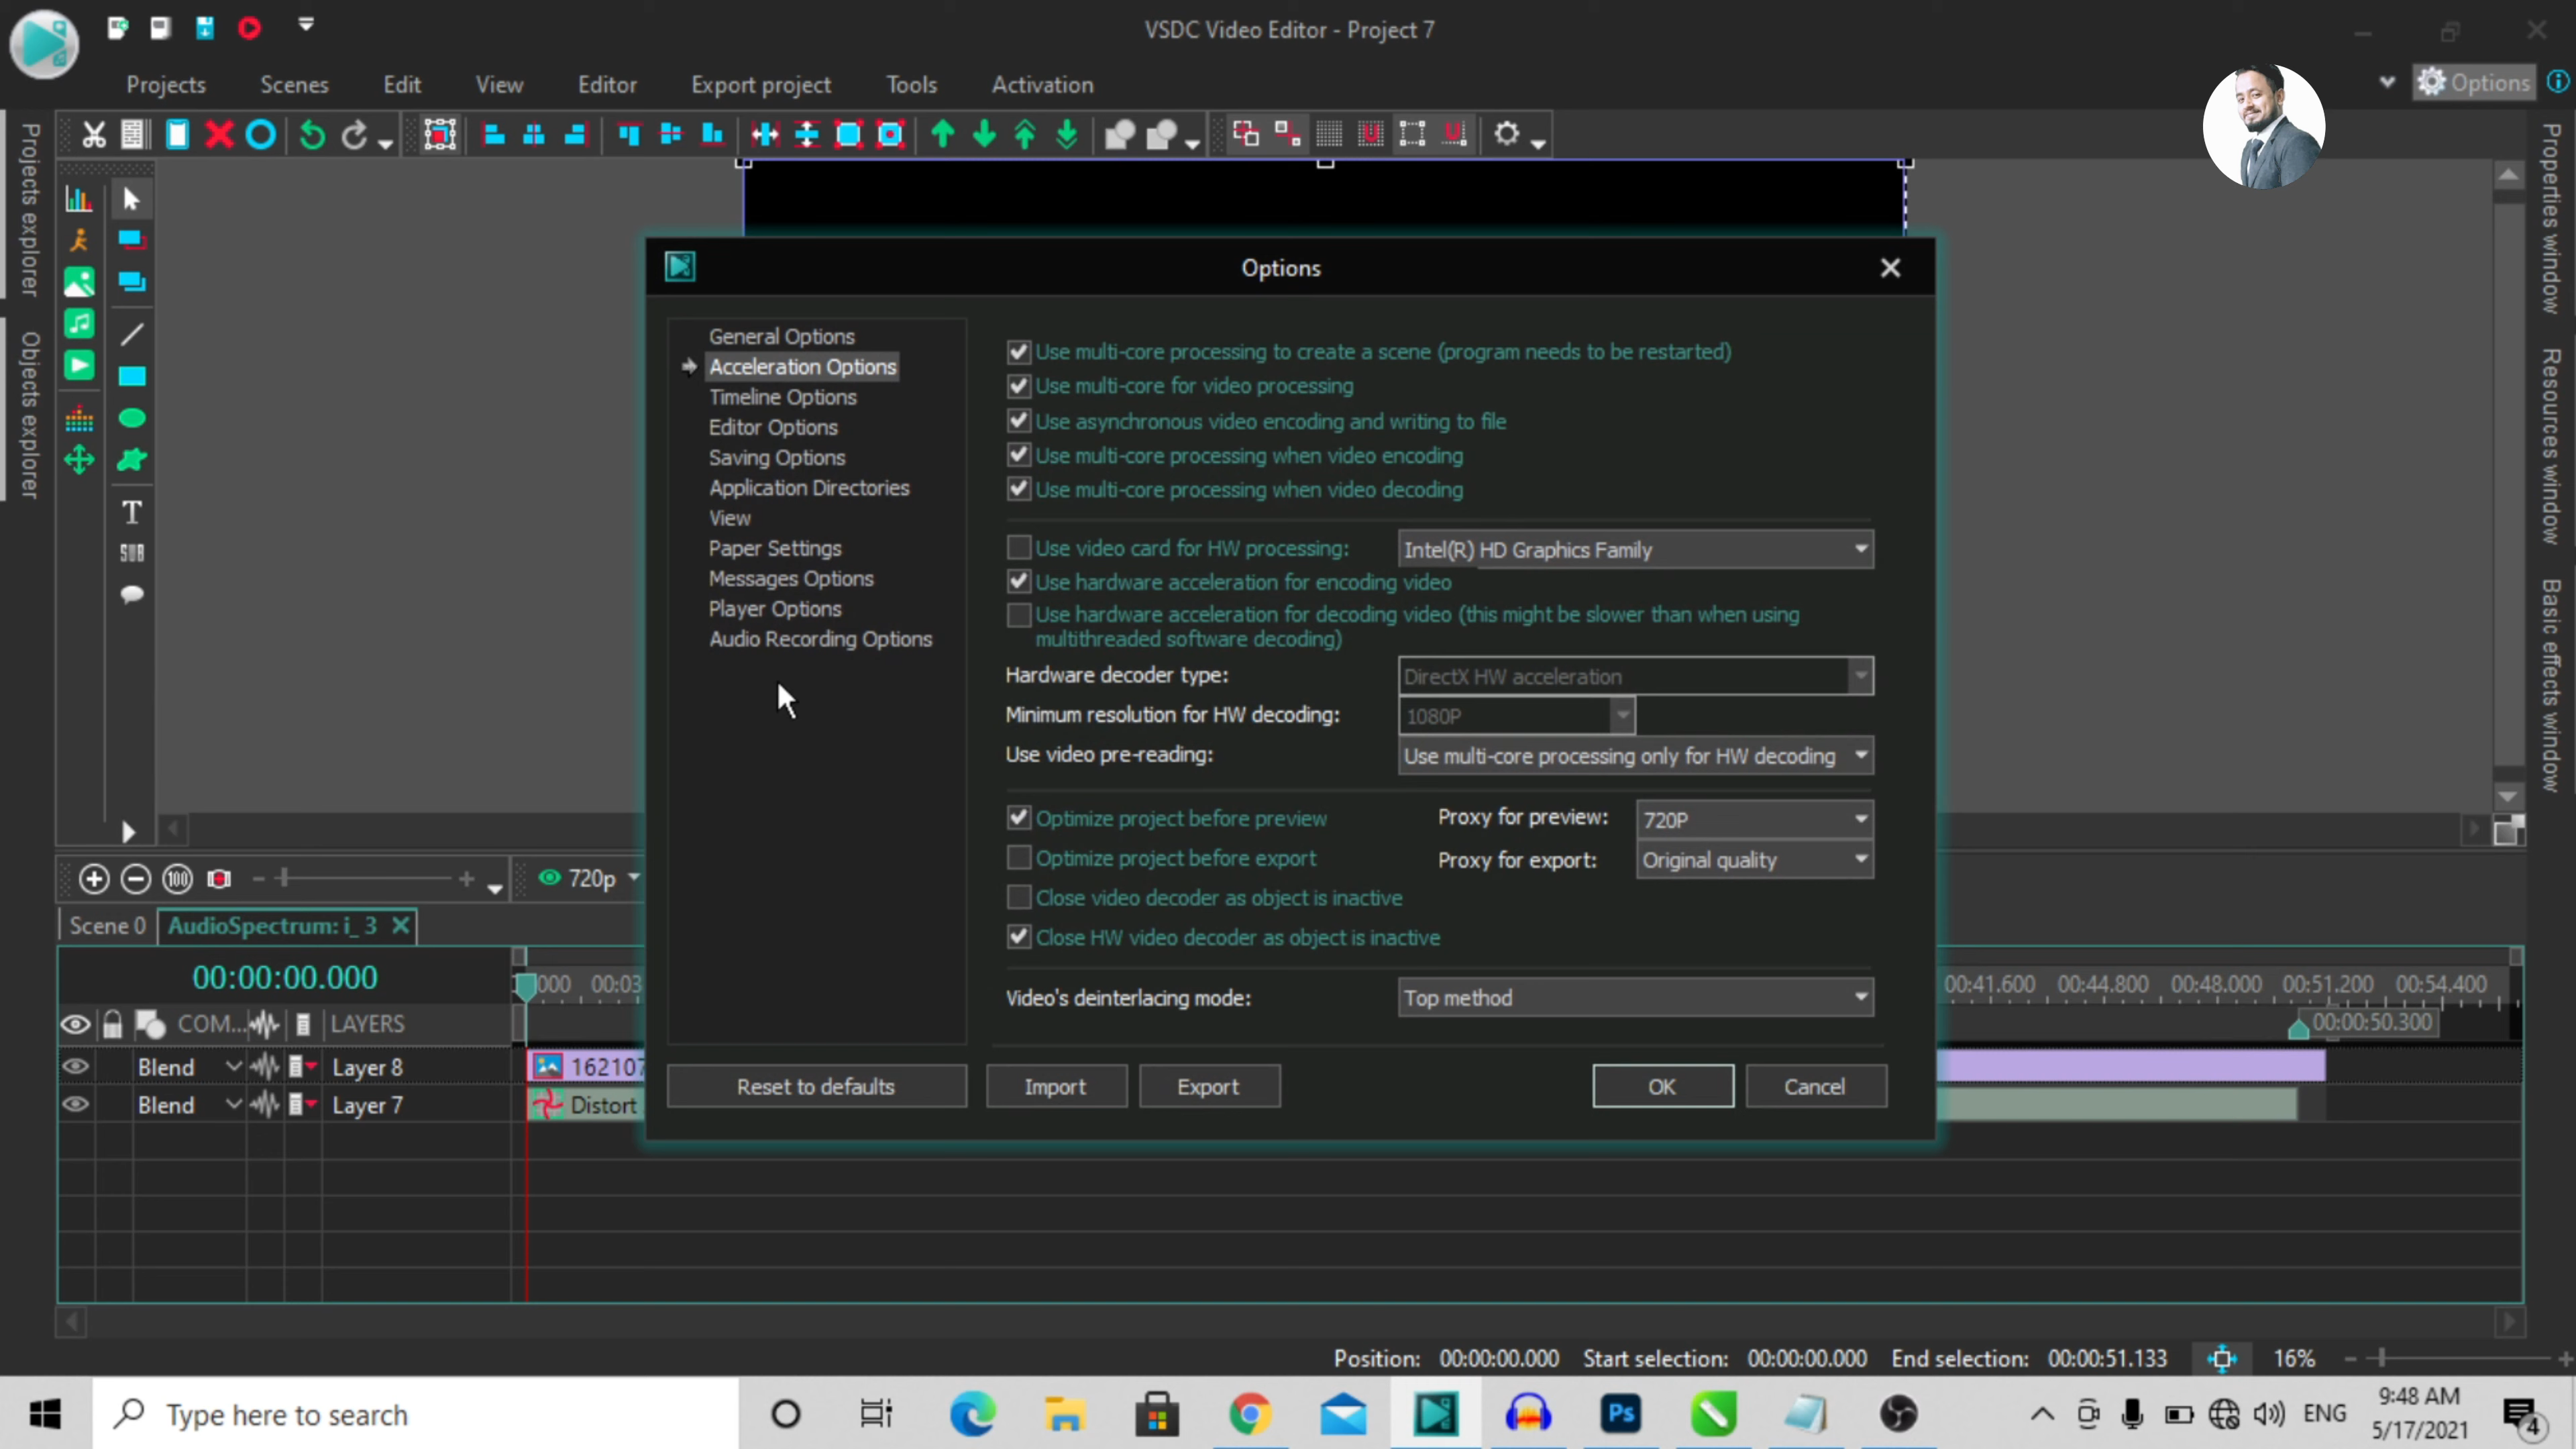 VSDC Video Editor - Project 7
Projects Scenes Edit View Editor Export project Tools Activation Options
Projects explorer
Objects explorer
Properties window
Resources window
Basic effects window
T
SUB
Options
General Options
Acceleration Options
Timeline Options
Editor Options
Saving Options
Application Directories
View
Paper Settings
Messages Options
Player Options
Audio Recording Options
Use multi-core processing to create a scene (program needs to be restarted)
Use multi-core for video processing
Use asynchronous video encoding and writing to file
Use multi-core processing when video encoding
Use multi-core processing when video decoding
Use video card for HW processing: Intel(R) HD Graphics Family
Use hardware acceleration for encoding video
Use hardware acceleration for decoding video (this might be slower than when using
multithreaded software decoding)
Hardware decoder type: DirectX HW acceleration
Minimum resolution for HW decoding: 1080P
Use video pre-reading: Use multi-core processing only for HW decoding
Optimize project before preview Proxy for preview: 720P
Optimize project before export Proxy for export: Original quality
Close video decoder as object is inactive
Close HW video decoder as object is inactive
Video's deinterlacing mode: Top method
Reset to defaults Import Export OK Cancel
100 720p
Scene 0 AudioSpectrum: i_ 3
00:00:00.000 000 00:03 00:41.600 00:44.800 00:48.000 00:51.200 00:54.400
00:00:50.300
COM... LAYERS
Blend Layer 8 162107
Blend Layer 7 Distort
Position: 00:00:00.000 Start selection: 00:00:00.000 End selection: 00:00:51.133 16%
Type here to search
Ps
ENG
9:48 AM
5/17/2021
4